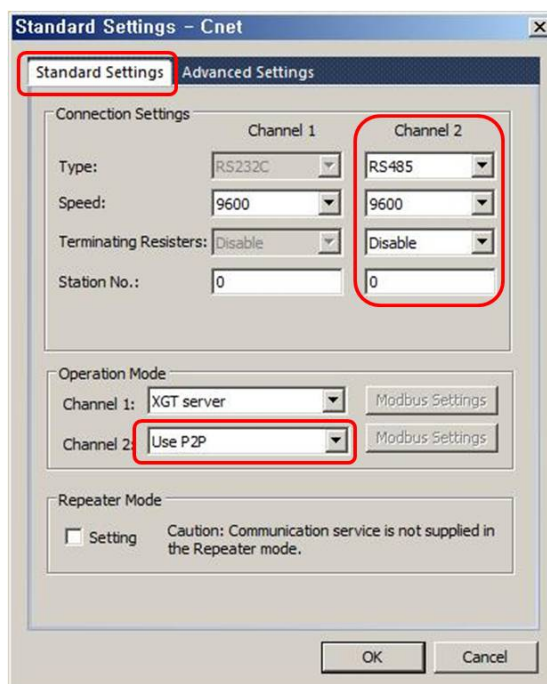 Standard Settings - Cnet
Standard Settings Advanced Settings
Connection Settings
Channel 1 Channel 2
Type: RS232C RS485
Speed: 9600 9600
Terminating Resisters: Disable Disable
Station No.: 0 0
Operation Mode
Channel 1: XGT server Modbus Settings
Channel 2: Use P2P Modbus Settings
Repeater Mode
Setting Caution: Communication service is not supplied in
the Repeater mode.
OK Cancel